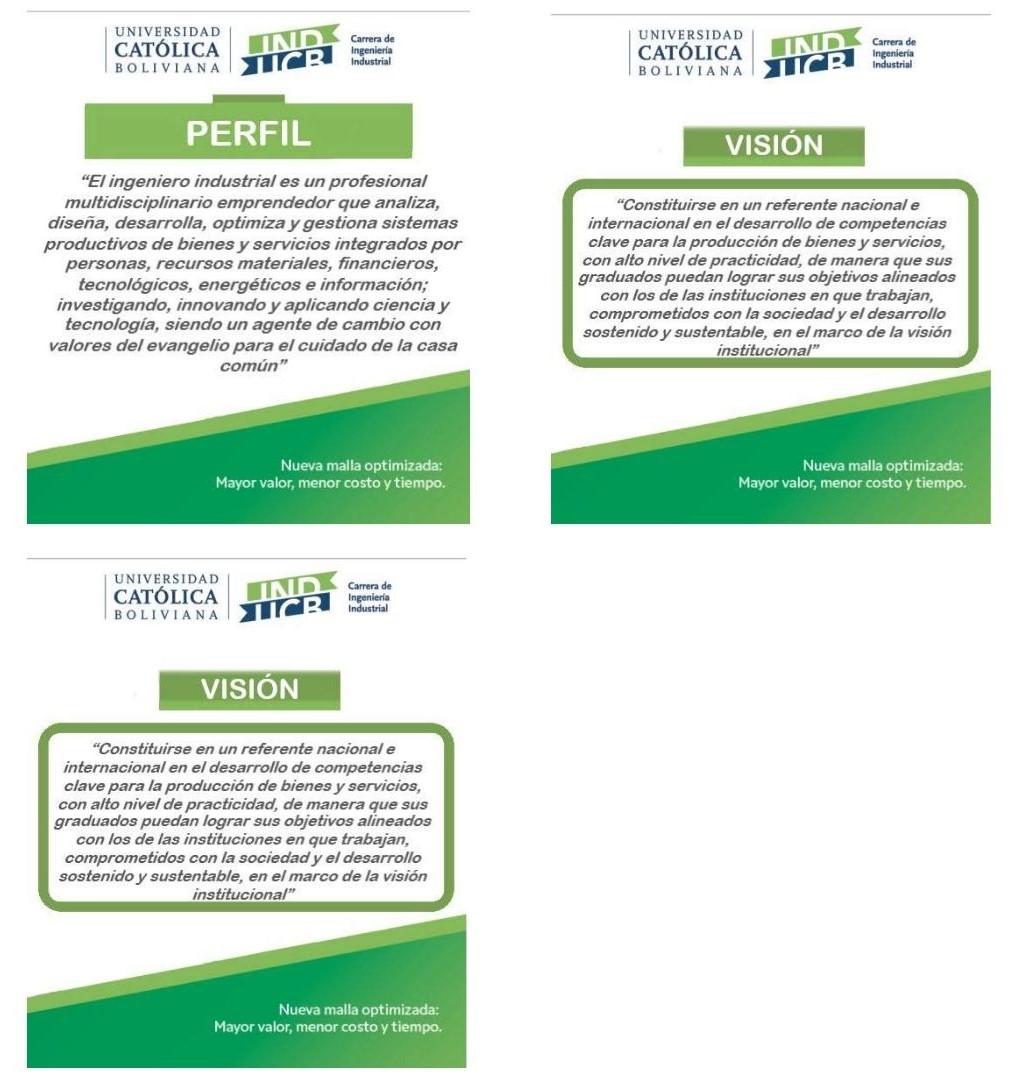 UNIVERSIDAD
CATÓLICA
BOLIVIANA
IND
UCB
Carrera de
Ingeniería
Industrial
PERFIL
“El ingeniero industrial es un profesional
multidisciplinario emprendedor que analiza,
diseña, desarrolla, optimiza y gestiona sistemas
productivos de bienes y servicios integrados por
personas, recursos materiales, financieros,
tecnológicos, energéticos e información;
investigando, innovando y aplicando ciencia y
tecnología, siendo un agente de cambio con
valores del evangelio para el cuidado de la casa
común”
Nueva malla optimizada:
Mayor valor, menor costo y tiempo.
UNIVERSIDAD
CATÓLICA
BOLIVIANA
IND
UCB
Carrera de
Ingeniería
Industrial
VISIÓN
“Constituirse en un referente nacional e
internacional en el desarrollo de competencias
clave para la producción de bienes y servicios,
con alto nivel de practicidad, de manera que sus
graduados puedan lograr sus objetivos alineados
con los de las instituciones en que trabajan,
comprometidos con la sociedad y el desarrollo
sostenido y sustentable, en el marco de la visión
institucional”
Nueva malla optimizada:
Mayor valor, menor costo y tiempo.
UNIVERSIDAD
CATÓLICA
BOLIVIANA
IND
UCB
Carrera de
Ingeniería
Industrial
VISIÓN
“Constituirse en un referente nacional e
internacional en el desarrollo de competencias
clave para la producción de bienes y servicios,
con alto nivel de practicidad, de manera que sus
graduados puedan lograr sus objetivos alineados
con los de las instituciones en que trabajan,
comprometidos con la sociedad y el desarrollo
sostenido y sustentable, en el marco de la visión
institucional”
Nueva malla optimizada:
Mayor valor, menor costo y tiempo.